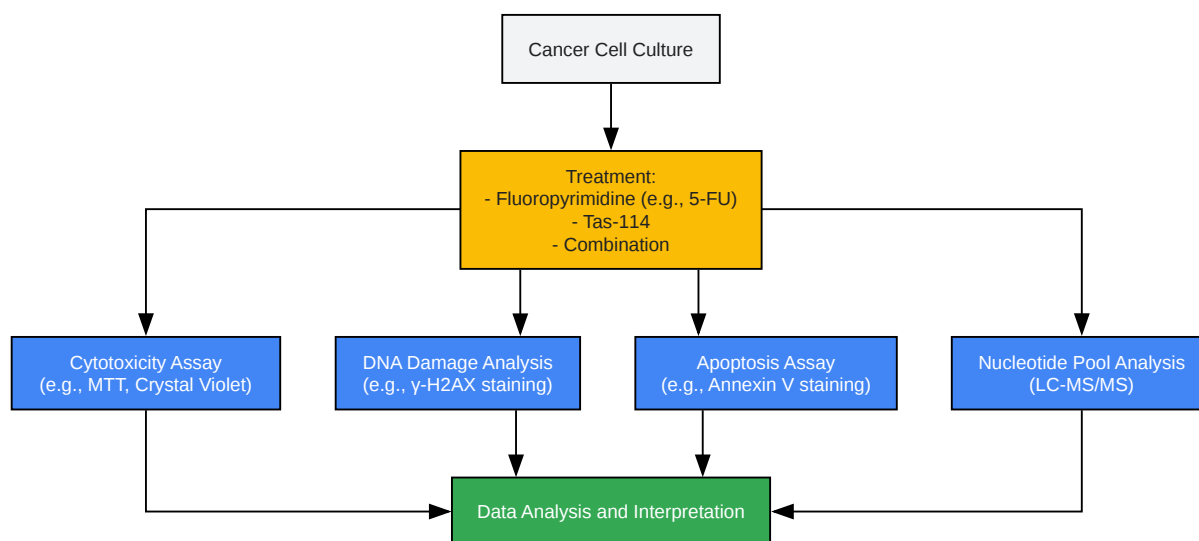 Cancer Cell Culture
Treatment:
- Fluoropyrimidine (e.g., 5-FU)
- Tas-114
- Combination
Cytotoxicity Assay
(e.g., MTT, Crystal Violet)
DNA Damage Analysis
(e.g., γ-H2AX staining)
Apoptosis Assay
(e.g., Annexin V staining)
Nucleotide Pool Analysis
(LC-MS/MS)
Data Analysis and Interpretation